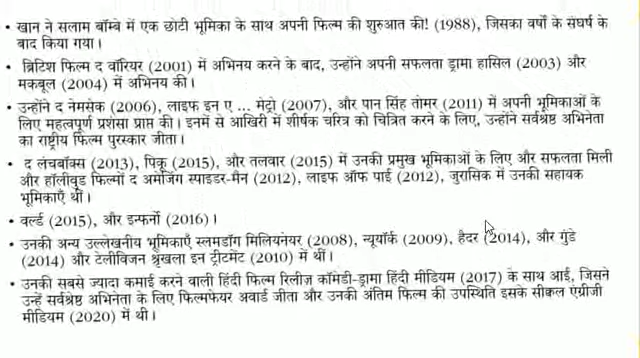 • खान ने सलाम बॉम्बे में एक छोटी भूमिका के साथ अपनी फिल्म की शुरुआत की! (1988), जिसका वर्षों के संघर्ष के
बाद किया गया।
• ब्रिटिश फिल्म द वॉरियर (2001) में अभिनय करने के बाद, उन्होंने अपनी सफलता ड्रामा हासिल (2003) और
मकबूल (2004) में अभिनय की।
• उन्होंने द नेमसेक (2006), लाइफ इन ए ... मेट्रो (2007), और पान सिंह तोमर (2011) में अपनी भूमिकाओं के
लिए महत्वपूर्ण प्रशंसा प्राप्त की। इनमें से आखिरी में शीर्षक चरित्र को चित्रित करने के लिए, उन्होंने सर्वश्रेष्ठ अभिनेता
का राष्ट्रीय फिल्म पुरस्कार जीता।
• द लंचबॉक्स (2013), पिकू (2015), और तलवार (2015) में उनकी प्रमुख भूमिकाओं के लिए और सफलता मिली
और हॉलीवुड फिल्मों द अमेजिंग स्पाइडर-मैन (2012), लाइफ ऑफ पाई (2012), जुरासिक में उनकी सहायक
भूमिकाएँ थीं।
• वर्ल्ड (2015), और इन्फर्नो (2016)।
• उनकी अन्य उल्लेखनीय भूमिकाएँ स्लमडॉग मिलियनेयर (2008), न्यूयॉर्क (2009), हैदर (2014), और गुंडे
(2014) और टेलीविजन श्रृंखला इन ट्रीटमेंट (2010) में थीं।
• उनकी सबसे ज्यादा कमाई करने वाली हिंदी फिल्म रिलीज़ कॉमेडी-ड्रामा हिंदी मीडियम (2017) के साथ आई, जिसने
उन्हें सर्वश्रेष्ठ अभिनेता के लिए फिल्मफेयर अवार्ड जीता और उनकी अंतिम फिल्म की उपस्थिति इसके सीक्वल एंग्रीजी
मीडियम (2020) में थी।